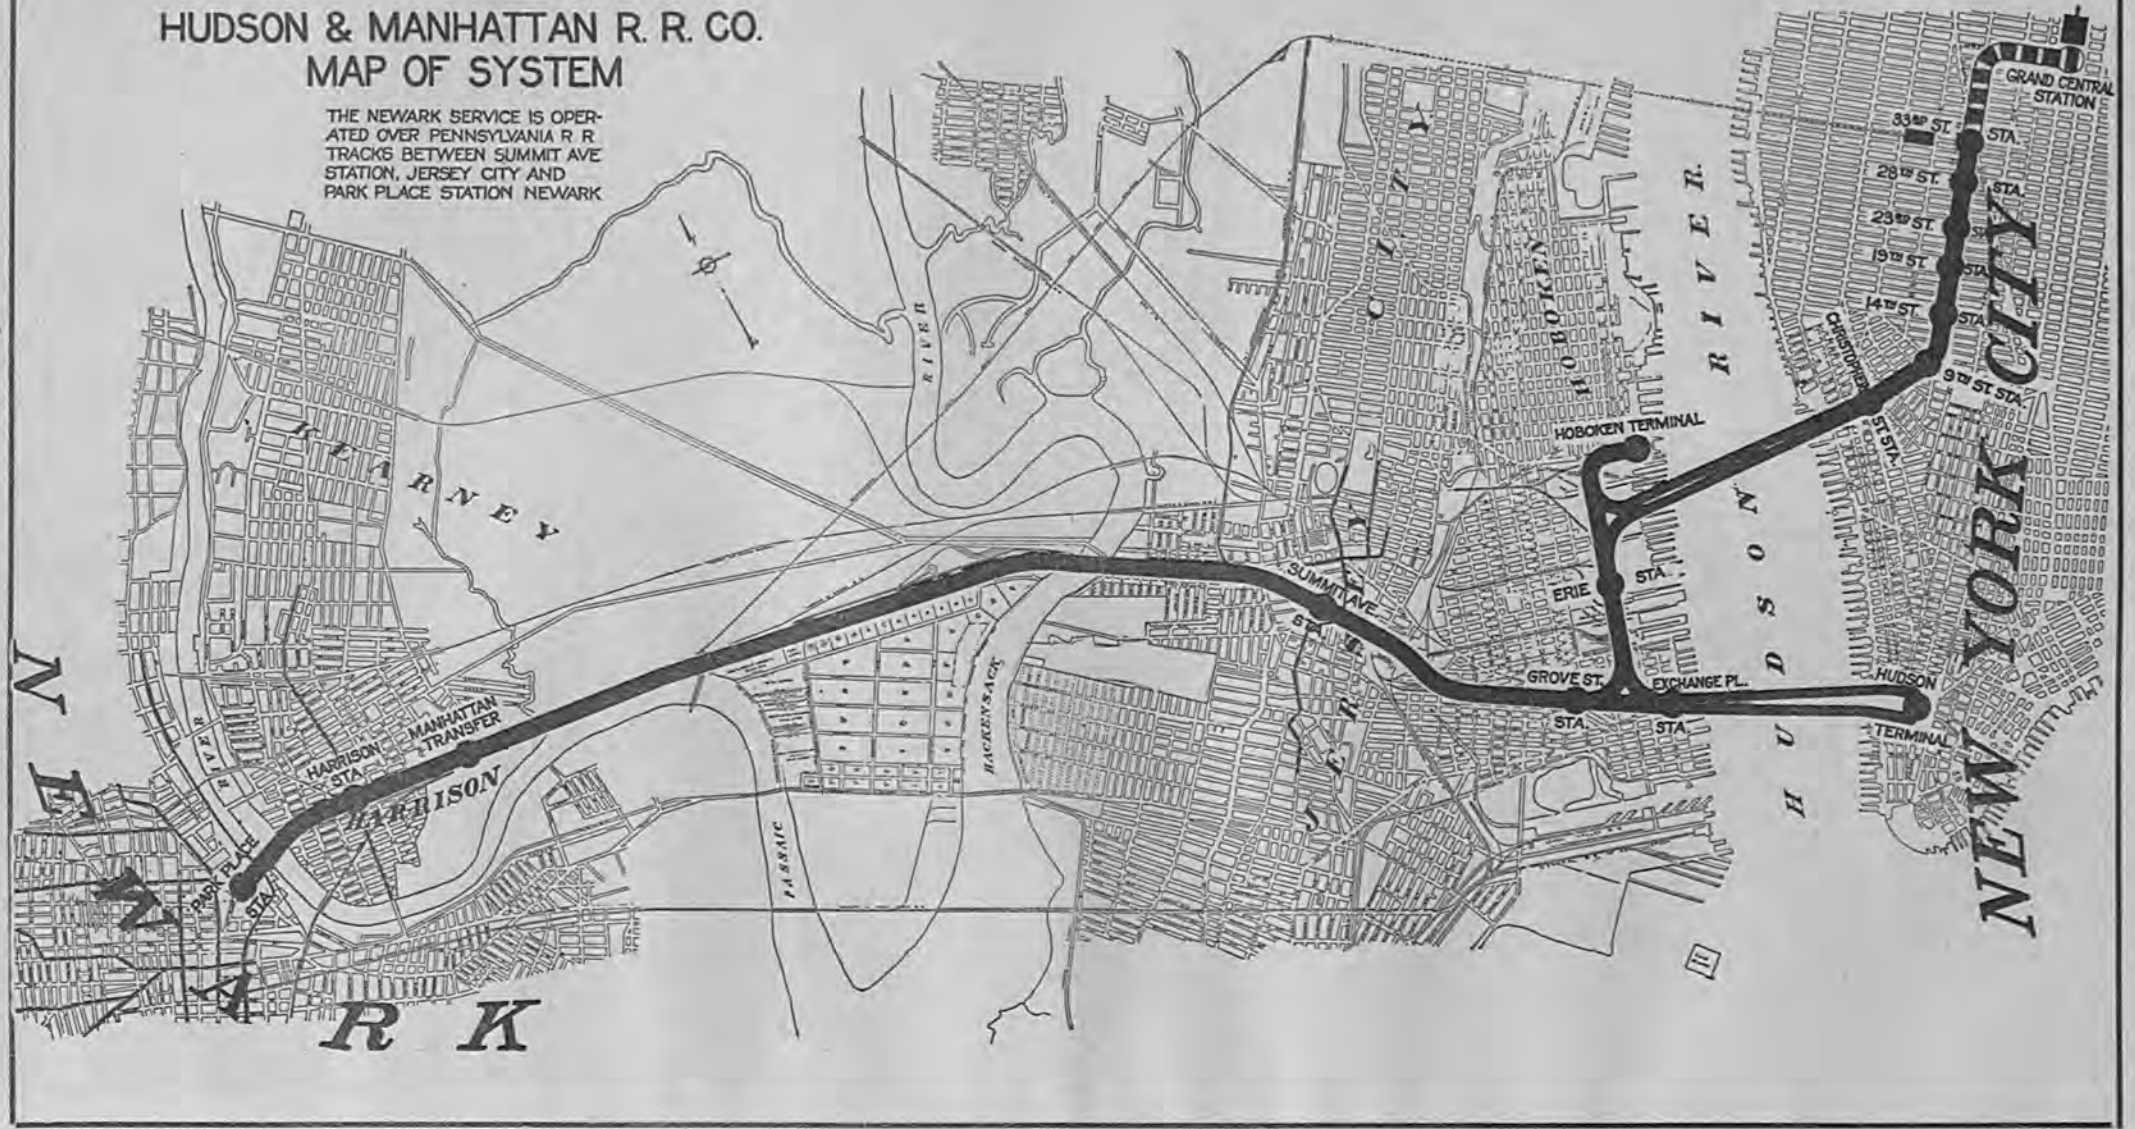 HUDSON & MANHATTAN R. R. CO.
MAP OF SYSTEM
THE NEWARK SERVICE IS OPER-
ATED OVER PENNSYLVANIA R R
TRACKS BETWEEN SUMMIT AVE
STATION, JERSEY CITY AND
PARK PLACE STATION NEWARK
GRAND CENTRAL
STATION
33RD ST.
STA.
28TH ST.
STA.
23RD ST.
19TH ST.
STA.
14TH ST.
STA.
9TH ST. STA.
CHRISTOPHER
ST. STA.
HOBOKEN TERMINAL
HOBOKEN
ERIE
STA
GROVE ST.
STA.
EXCHANGE PL.
STA.
HUDSON
TERMINAL
SUMMIT AVE
STA.
MANHATTAN
TRANSFER
HARRISON
STA.
HARRISON
PARK PLACE
STA.
KEARNEY
RIVER
RIVER
HACKENSACK
PASSAIC
JERSEY CITY
HUDSON RIVER
NEW YORK CITY
NEWARK